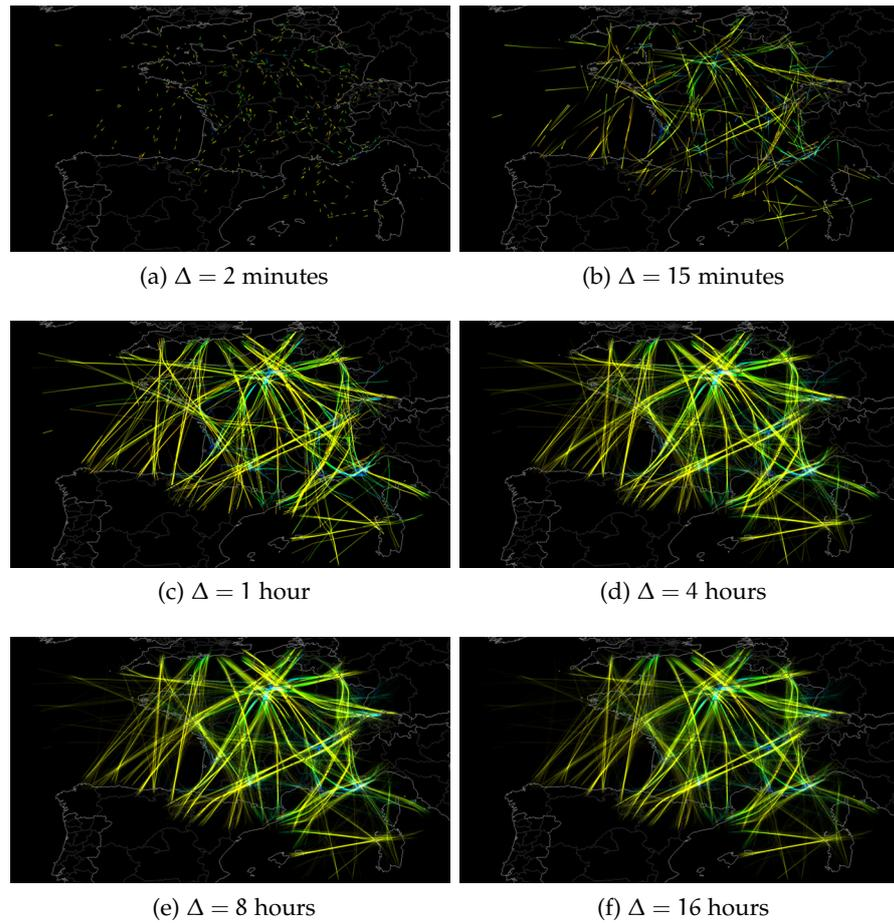 (a) Δ = 2 minutes
(b) Δ = 15 minutes
(c) Δ = 1 hour
(d) Δ = 4 hours
(e) Δ = 8 hours
(f) Δ = 16 hours